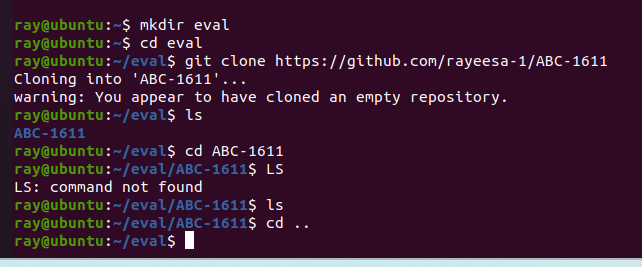 ray@ubuntu:~$ mkdir eval
ray@ubuntu:~$ cd eval
ray@ubuntu:~/eval$ git clone https://github.com/rayeesa-1/ABC-1611
Cloning into 'ABC-1611'...
warning: You appear to have cloned an empty repository.
ray@ubuntu:~/eval$ ls
ABC-1611
ray@ubuntu:~/eval$ cd ABC-1611
ray@ubuntu:~/eval/ABC-1611$ LS
LS: command not found
ray@ubuntu:~/eval/ABC-1611$ ls
ray@ubuntu:~/eval/ABC-1611$ cd ..
ray@ubuntu:~/eval$